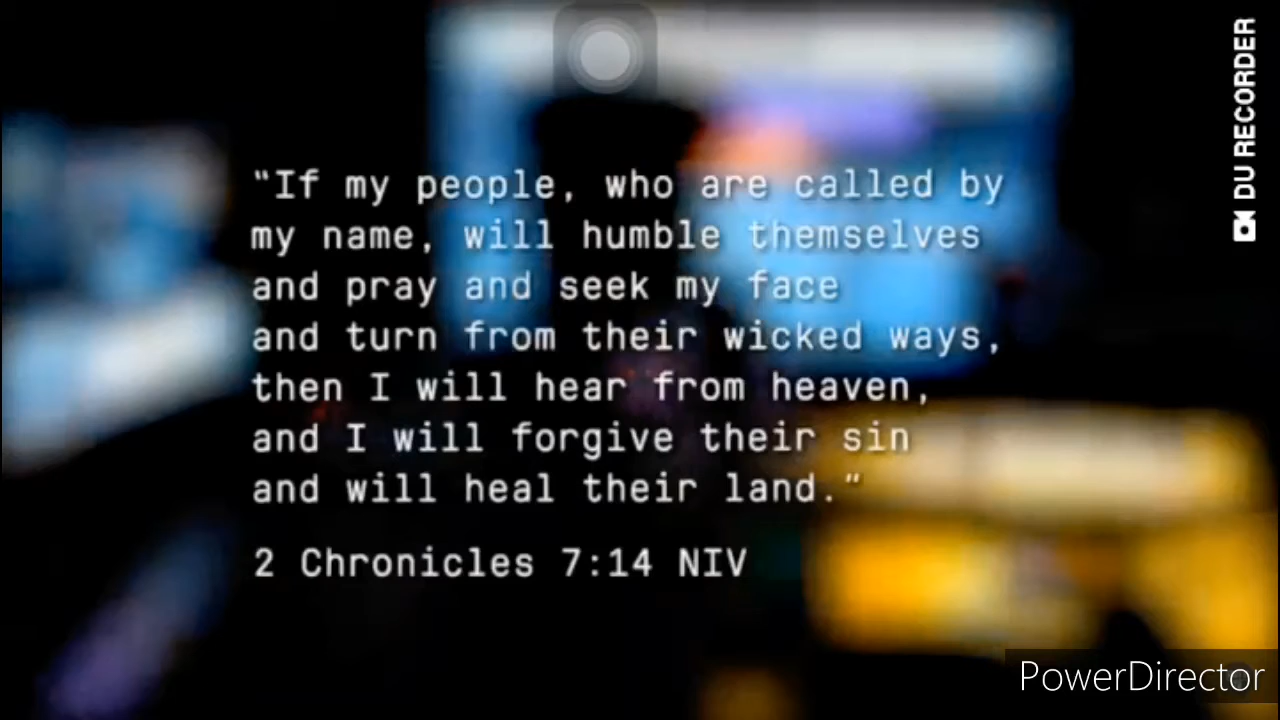 “If my people, who are called by
my name, will humble themselves
and pray and seek my face
and turn from their wicked ways,
then I will hear from heaven,
and I will forgive their sin
and will heal their land.”
2 Chronicles 7:14 NIV
DU RECORDER
PowerDirector